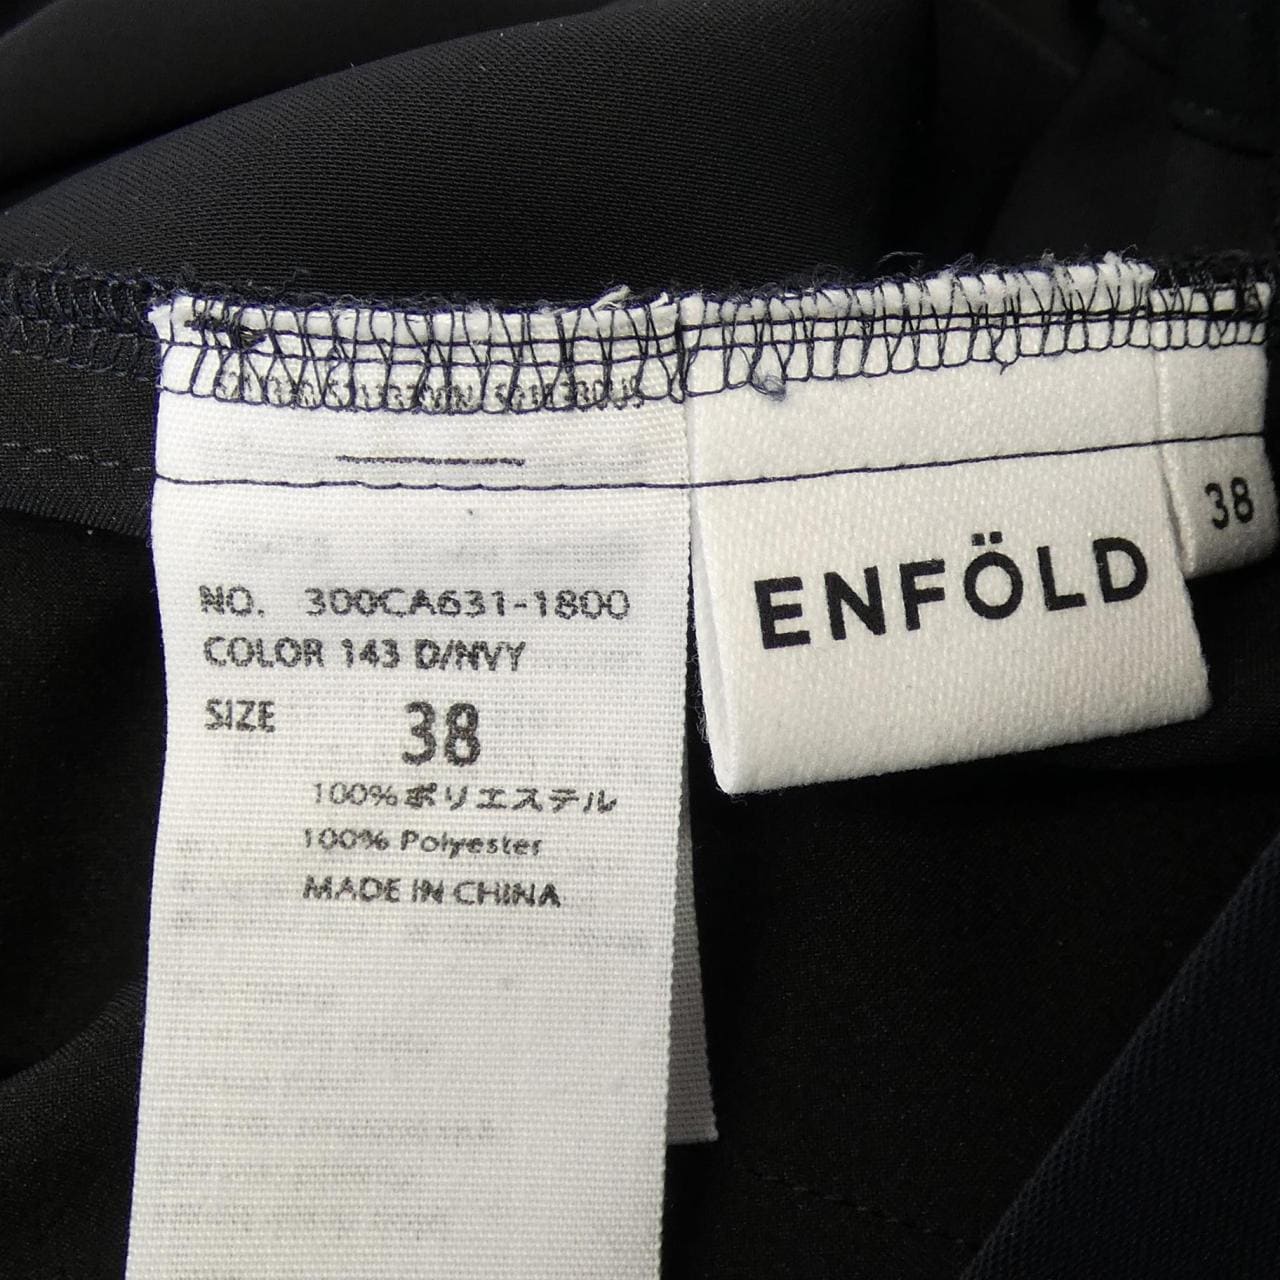 NO. 300CA631-1800
COLOR 143 D/NVY
SIZE 38
100%ポリエステル
100% Polyester
MADE IN CHINA
ENFÖLD
38